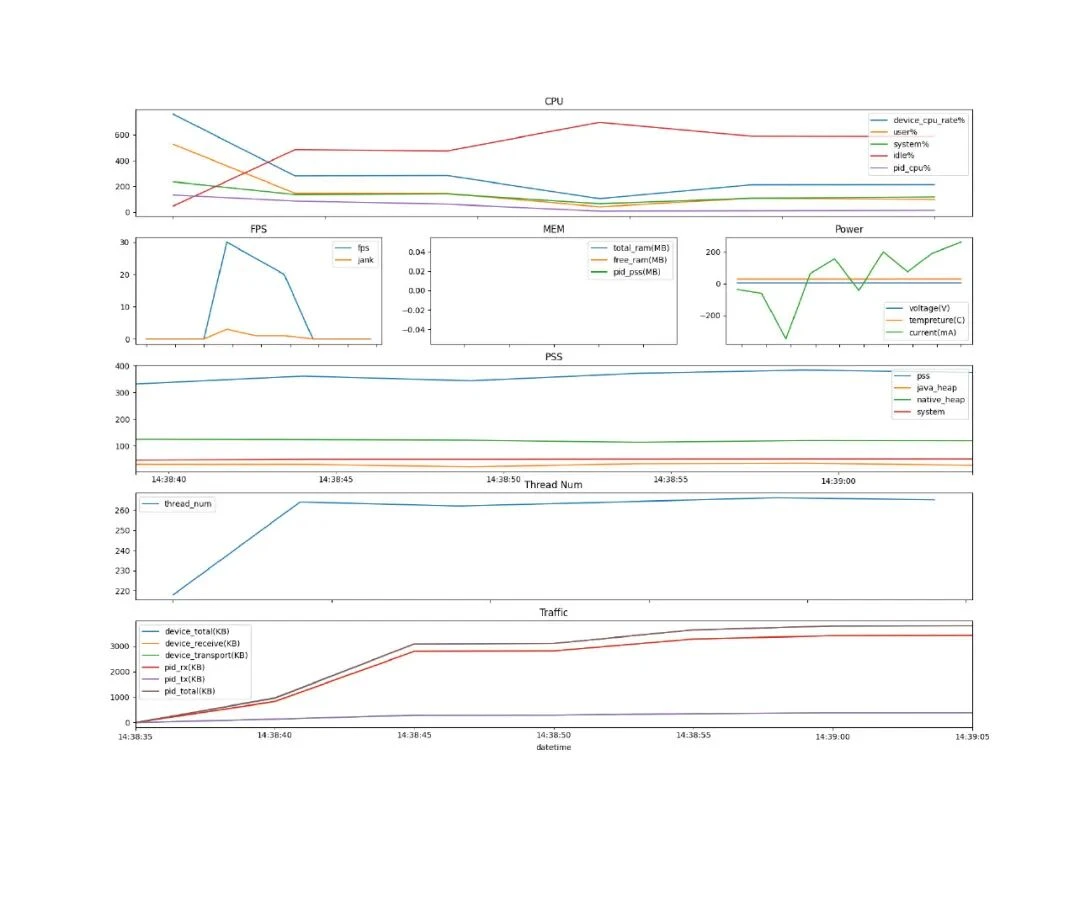 CPU
600
400
200
0
device_cpu_rate%
user%
system%
idle%
pid_cpu%
FPS
30
20
10
0
fps
jank
MEM
0.04
0.02
0.00
−0.02
−0.04
total_ram(MB)
free_ram(MB)
pid_pss(MB)
Power
200
0
−200
voltage(V)
tempreture(C)
current(mA)
PSS
400
300
200
100
pss
java_heap
native_heap
system
14:38:40 14:38:45 14:38:50 14:38:55 14:39:00
Thread Num
260
250
240
230
220
thread_num
Traffic
3000
2000
1000
0
device_total(KB)
device_receive(KB)
device_transport(KB)
pid_rx(KB)
pid_tx(KB)
pid_total(KB)
14:38:35 14:38:40 14:38:45 14:38:50 14:38:55 14:39:00 14:39:05
datetime